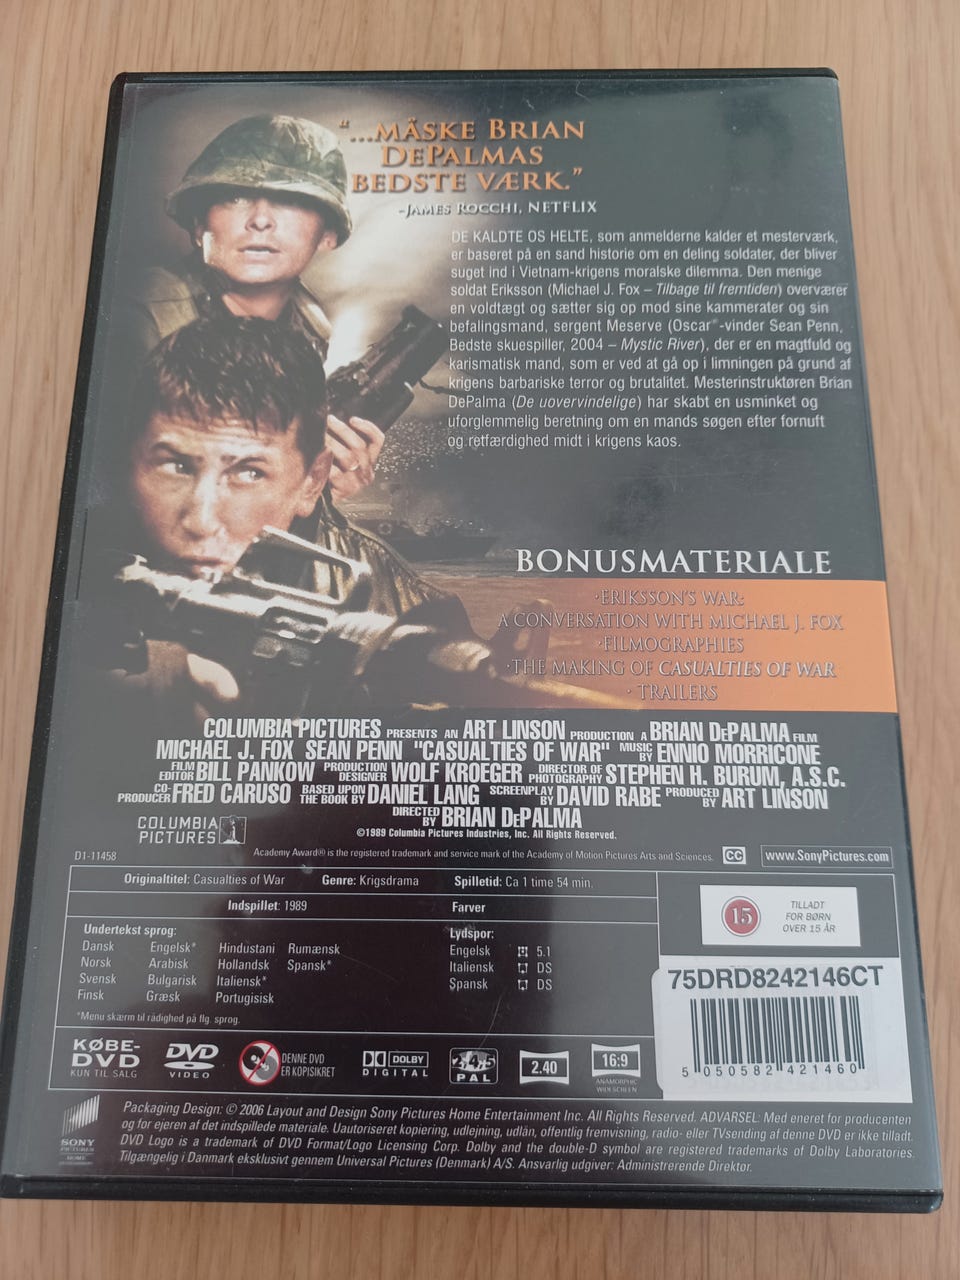 "...MÅSKE BRIAN
DEPALMAS
BEDSTE VÆRK."
-JAMES ROCCHI, NETFLIX
DE KALDTE OS HELTE, som anmelderne kalder et mesterværk,
er baseret på en sand historie om en deling soldater, der bliver
suget ind i Vietnam-krigens moralske dilemma. Den menige
soldat Eriksson (Michael J. Fox – Tilbage til fremtiden) overværer
en voldtægt og sætter sig op mod sine kammerater og sin
befalingsmand, sergent Meserve (Oscar®-vinder Sean Penn,
Bedste skuespiller, 2004 – Mystic River), der er en magtfuld og
karismatisk mand, som er ved at gå op i limningen på grund af
krigens barbariske terror og brutalitet. Mesterinstruktøren Brian
DePalma (De uovervindelige) har skabt en usminket og
uforglemmelig beretning om en mands søgen efter fornuft
og retfærdighed midt i krigens kaos.
BONUSMATERIALE
·ERIKSSON'S WAR:
A CONVERSATION WITH MICHAEL J. FOX
·FILMOGRAPHIES
·THE MAKING OF CASUALTIES OF WAR
· TRAILERS
COLUMBIA PICTURES PRESENTS AN ART LINSON PRODUCTION A BRIAN DePALMA FILM
MICHAEL J. FOX SEAN PENN "CASUALTIES OF WAR" MUSIC BY ENNIO MORRICONE
FILM EDITOR BILL PANKOW PRODUCTION DESIGNER WOLF KROEGER DIRECTOR OF PHOTOGRAPHY STEPHEN H. BURUM, A.S.C.
CO-PRODUCER FRED CARUSO BASED UPON THE BOOK BY DANIEL LANG SCREENPLAY BY DAVID RABE PRODUCED BY ART LINSON
DIRECTED BY BRIAN DePALMA
COLUMBIA
PICTURES
©1989 Columbia Pictures Industries, Inc. All Rights Reserved.
D1-11458
Academy Award® is the registered trademark and service mark of the Academy of Motion Pictures Arts and Sciences.
CC
www.SonyPictures.com
Originaltitel: Casualties of War Genre: Krigsdrama Spilletid: Ca 1 time 54 min.
Indspillet: 1989 Farver
Undertekst sprog:
Dansk Engelsk* Hindustani Rumænsk
Norsk Arabisk Hollandsk Spansk*
Svensk Bulgarisk Italiensk*
Finsk Græsk Portugisisk
*Menu skærm til rådighed på flg. sprog.
Lydspor:
Engelsk 5.1
Italiensk DS
Spansk DS
15
TILLADT
FOR BØRN
OVER 15 ÅR
75DRD8242146CT
5 050582 421460
KØBE-
DVD
KUN TIL SALG
DVD
VIDEO
DENNE DVD
ER KOPISIKRET
DOLBY
DIGITAL
2,4,5
PAL
2.40
16:9
ANAMORPHIC
WIDESCREEN
SONY
PICTURES
HOME
Packaging Design: © 2006 Layout and Design Sony Pictures Home Entertainment Inc. All Rights Reserved. ADVARSEL: Med eneret for producenten
og for ejeren af det indspillede materiale. Uautoriseret kopiering, udlejning, udlån, offentlig fremvisning, radio- eller TVsending af denne DVD er ikke tilladt.
DVD Logo is a trademark of DVD Format/Logo Licensing Corp. Dolby and the double-D symbol are registered trademarks of Dolby Laboratories.
Tilgængelig i Danmark eksklusivt gennem Universal Pictures (Denmark) A/S. Ansvarlig udgiver: Administrerende Direktør.